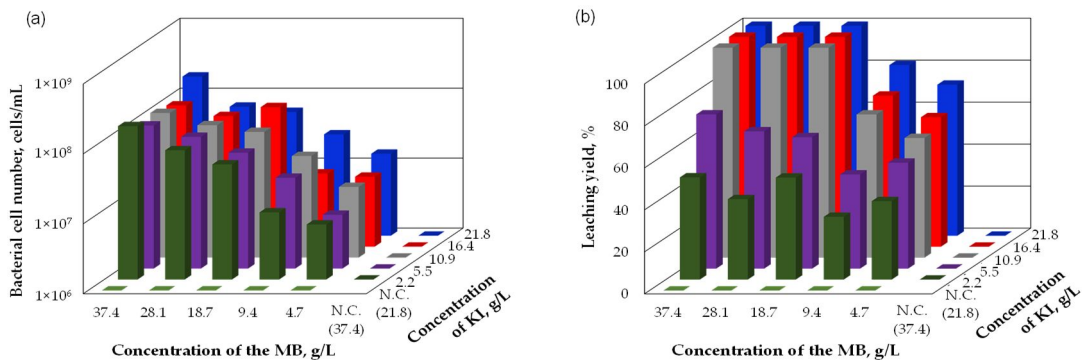 (a)
Bacterial cell number, cells/mL
1×10⁹
1×10⁸
1×10⁷
1×10⁶
37.4
28.1
18.7
9.4
4.7
N.C.
(37.4)
N.C.
(21.8)
2.2
5.5
10.9
16.4
21.8
Concentration of the MB, g/L
Concentration
of KI, g/L
(b)
Leaching yield, %
100
80
60
40
20
0
37.4
28.1
18.7
9.4
4.7
N.C.
(37.4)
N.C.
(21.8)
2.2
5.5
10.9
16.4
21.8
Concentration of the MB, g/L
Concentration
of KI, g/L